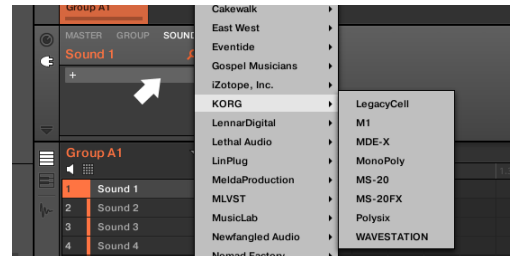 Group A1
MASTER GROUP SOUND
Sound 1
+
Group A1
1 Sound 1
2 Sound 2
3 Sound 3
4 Sound 4
Cakewalk
East West
Eventide
Gospel Musicians
iZotope, Inc.
KORG
LennarDigital
Lethal Audio
LinPlug
MeldaProduction
MLVST
MusicLab
Newfangled Audio
Nomad Factory
LegacyCell
M1
MDE-X
MonoPoly
MS-20
MS-20FX
Polysix
WAVESTATION